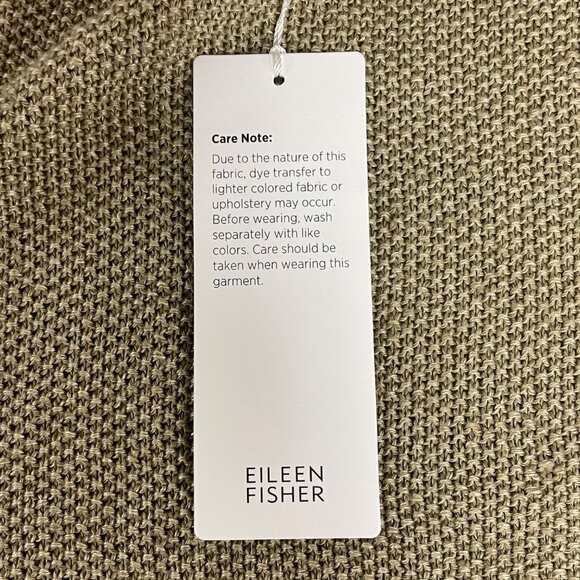 Care Note:
Due to the nature of this
fabric, dye transfer to
lighter colored fabric or
upholstery may occur.
Before wearing, wash
separately with like
colors. Care should be
taken when wearing this
garment.
EILEEN
FISHER